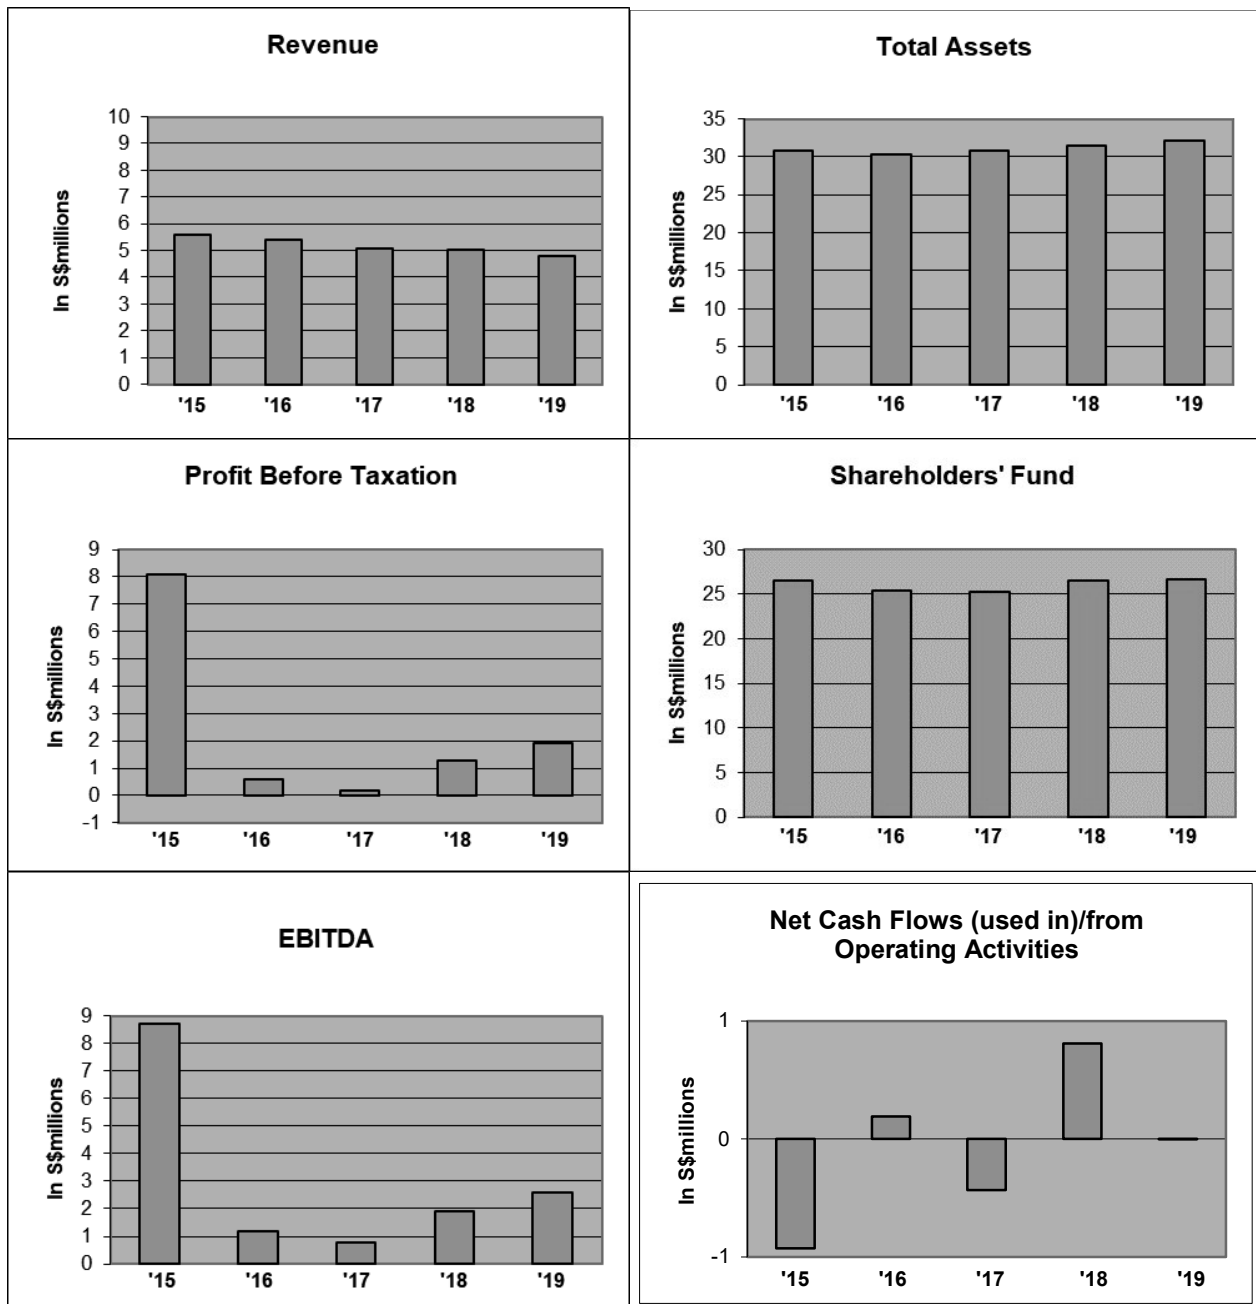 Revenue
In S$millions
10
9
8
7
6
5
4
3
2
1
0
'15 '16 '17 '18 '19
Total Assets
In S$millions
35
30
25
20
15
10
5
0
'15 '16 '17 '18 '19
Profit Before Taxation
In S$millions
9
8
7
6
5
4
3
2
1
0
-1
'15 '16 '17 '18 '19
Shareholders' Fund
In S$millions
30
25
20
15
10
5
0
'15 '16 '17 '18 '19
EBITDA
In S$millions
9
8
7
6
5
4
3
2
1
0
'15 '16 '17 '18 '19
Net Cash Flows (used in)/from
Operating Activities
In S$millions
1
0
-1
'15 '16 '17 '18 '19